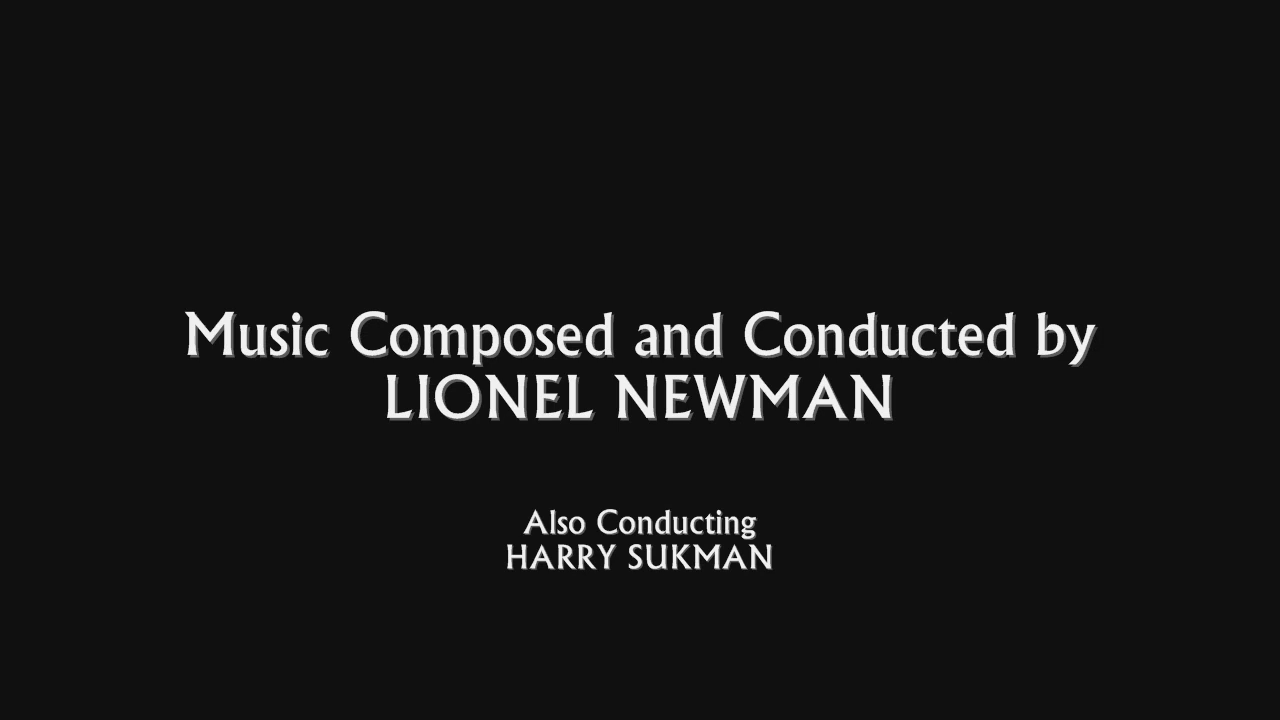 Music Composed and Conducted by
LIONEL NEWMAN
Also Conducting
HARRY SUKMAN